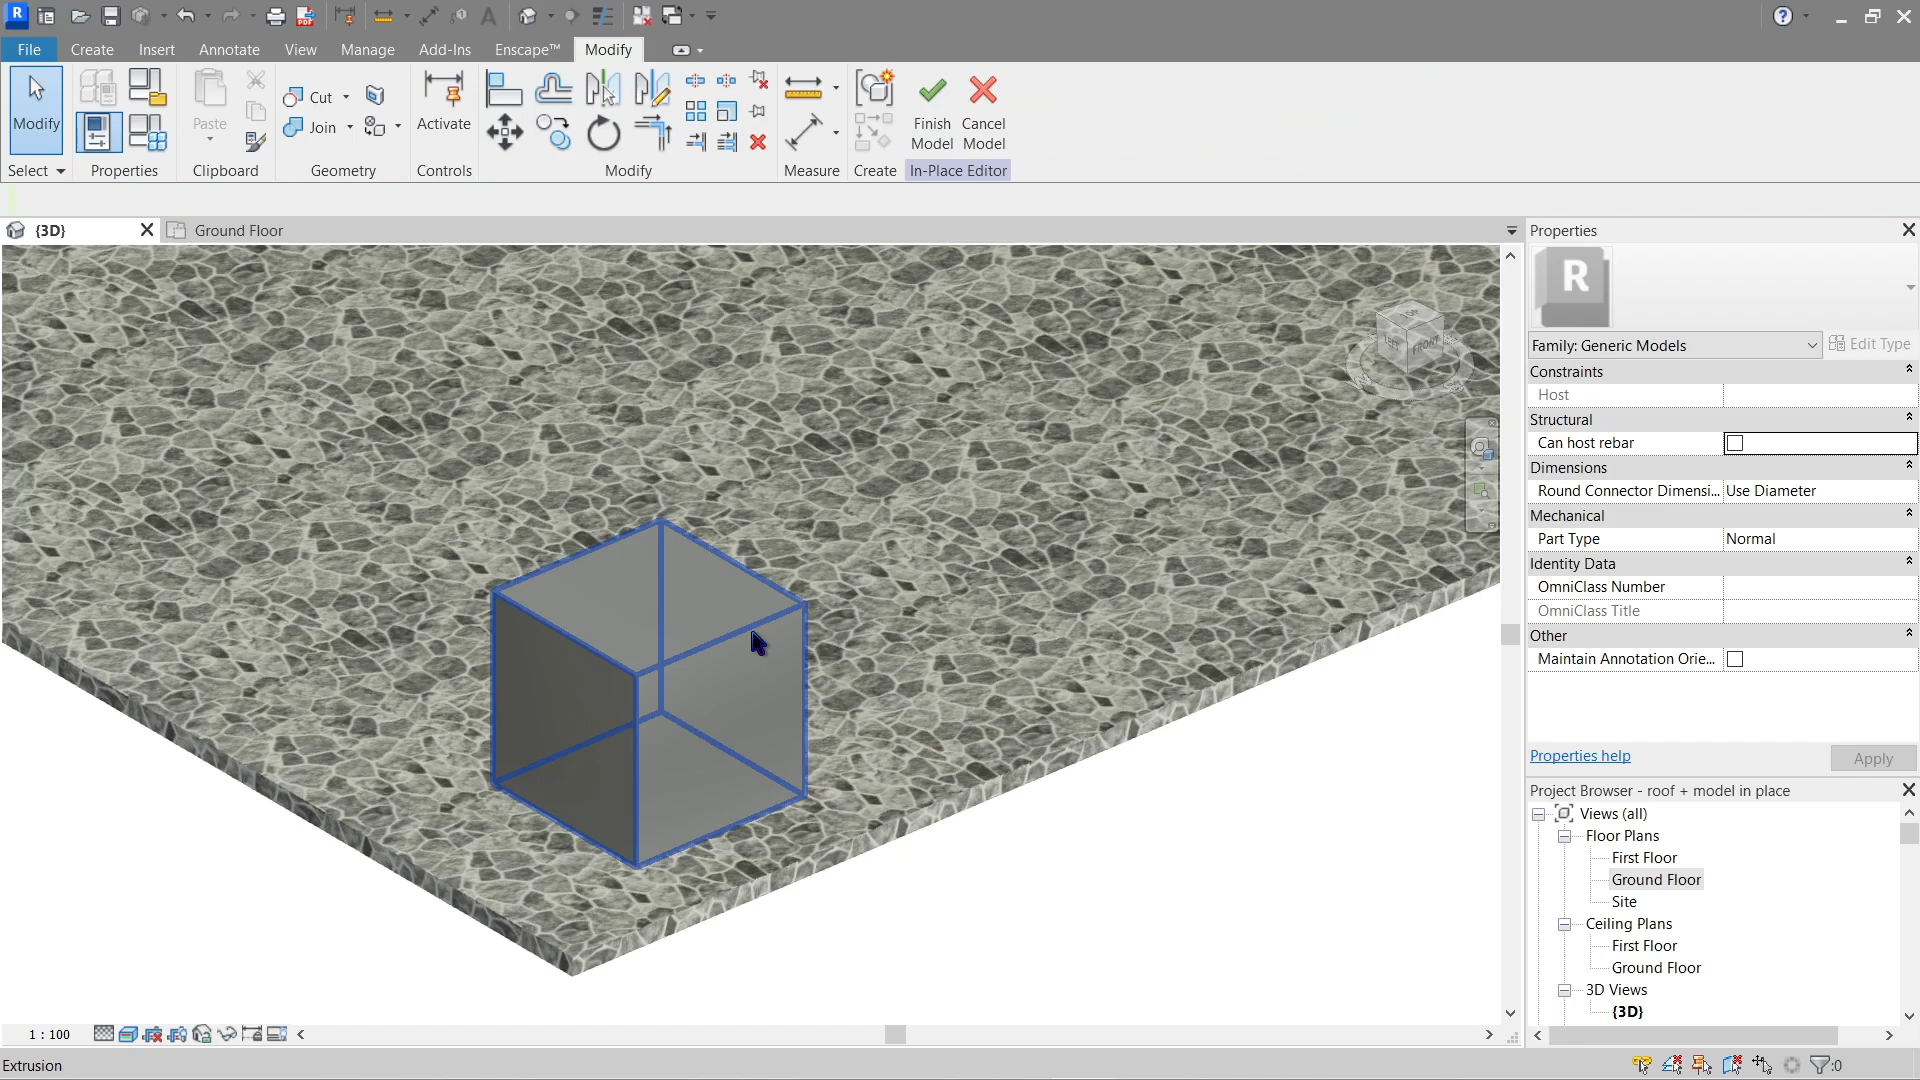 File Create Insert Annotate View Manage Add-Ins Enscape™ Modify
Modify
Paste
Cut
Join
Activate
Finish
Model
Cancel
Model
Select Properties Clipboard Geometry Controls Modify Measure Create In-Place Editor
{3D} Ground Floor
TOP
LEFT FRONT
Properties
R
Family: Generic Models Edit Type
Constraints
Host
Structural
Can host rebar
Dimensions
Round Connector Dimensi... Use Diameter
Mechanical
Part Type Normal
Identity Data
OmniClass Number
OmniClass Title
Other
Maintain Annotation Orie...
Properties help Apply
Project Browser - roof + model in place
Views (all)
Floor Plans
First Floor
Ground Floor
Site
Ceiling Plans
First Floor
Ground Floor
3D Views
{3D}
1 : 100
Extrusion :0